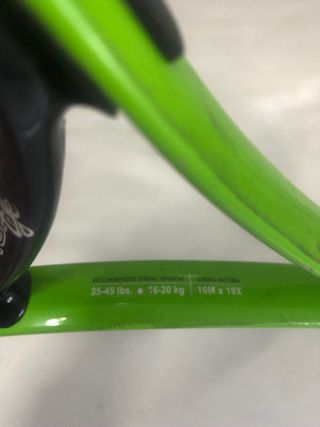 RECOMMENDED STRING TENSION STRING PATTERN
35-45 lbs. ● 16-20 kg 16M x 19X